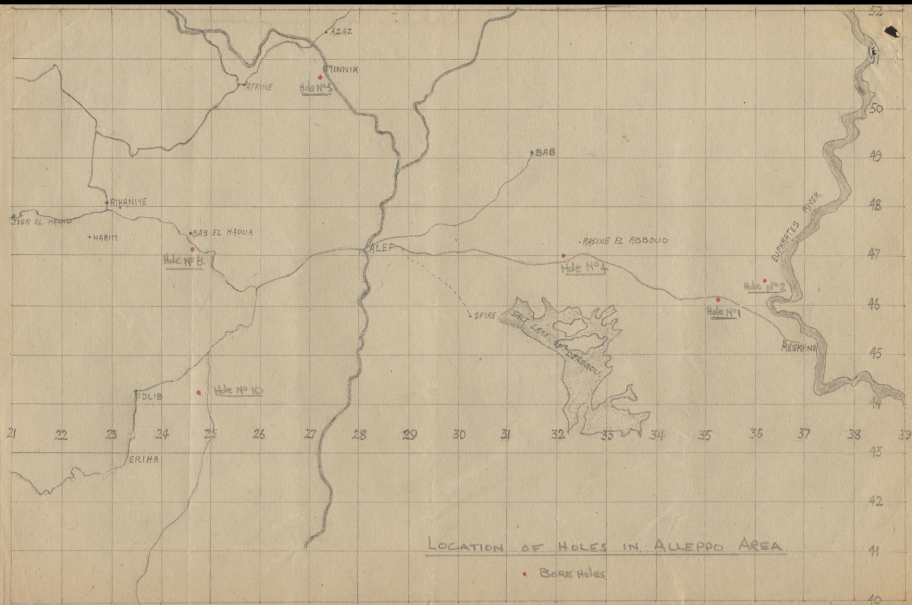 52
AZAZ
51
MINNIK
Hole Nº 3
AFRINE
50
BAB
49
RIHANIYE
48
JISR EL HADID
HARIM
BAB EL HAOUA
Hole Nº 8
ALEP
RASINE EL ABBOUD
Hole Nº 4
47
EUPHRATES RIVER
Hole Nº 2
Hole Nº 1
46
SFIRE
SALT LAKE OF DJABBOUL
MESKENE
45
IDLIB
Hole Nº 10
44
21 22 23 24 25 26 27 28 29 30 31 32 33 34 35 36 37 38 39
ERIHA
43
42
LOCATION OF HOLES IN ALLEPPO AREA
41
BORE HOLES
40